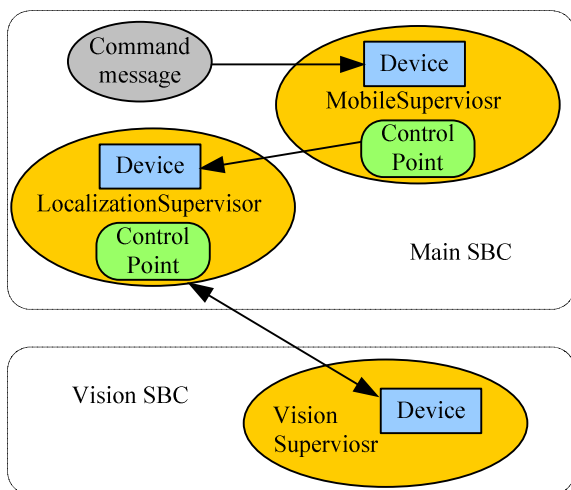 Command
message
Device
MobileSuperviosr
Control
Point
Device
LocalizationSupervisor
Control
Point
Main SBC
Vision SBC
Device
Vision
Superviosr